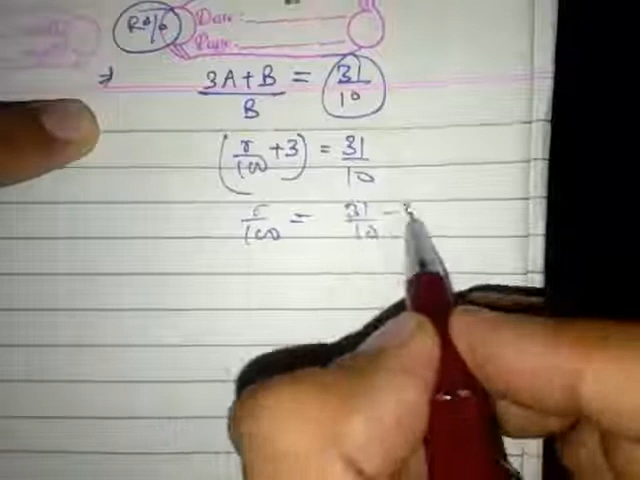 R%
Date:
Page:
⇒ 3A+B/B = 31/10
(r/100 +3) = 31/10
r/100 = 31/10 -